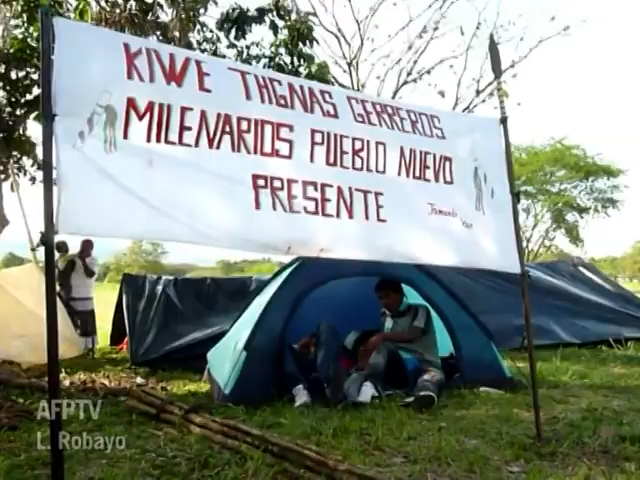 KIWE THGNAS GERREROS
MILENARIOS PUEBLO NUEVO
PRESENTE
AFPTV
L. Robayo